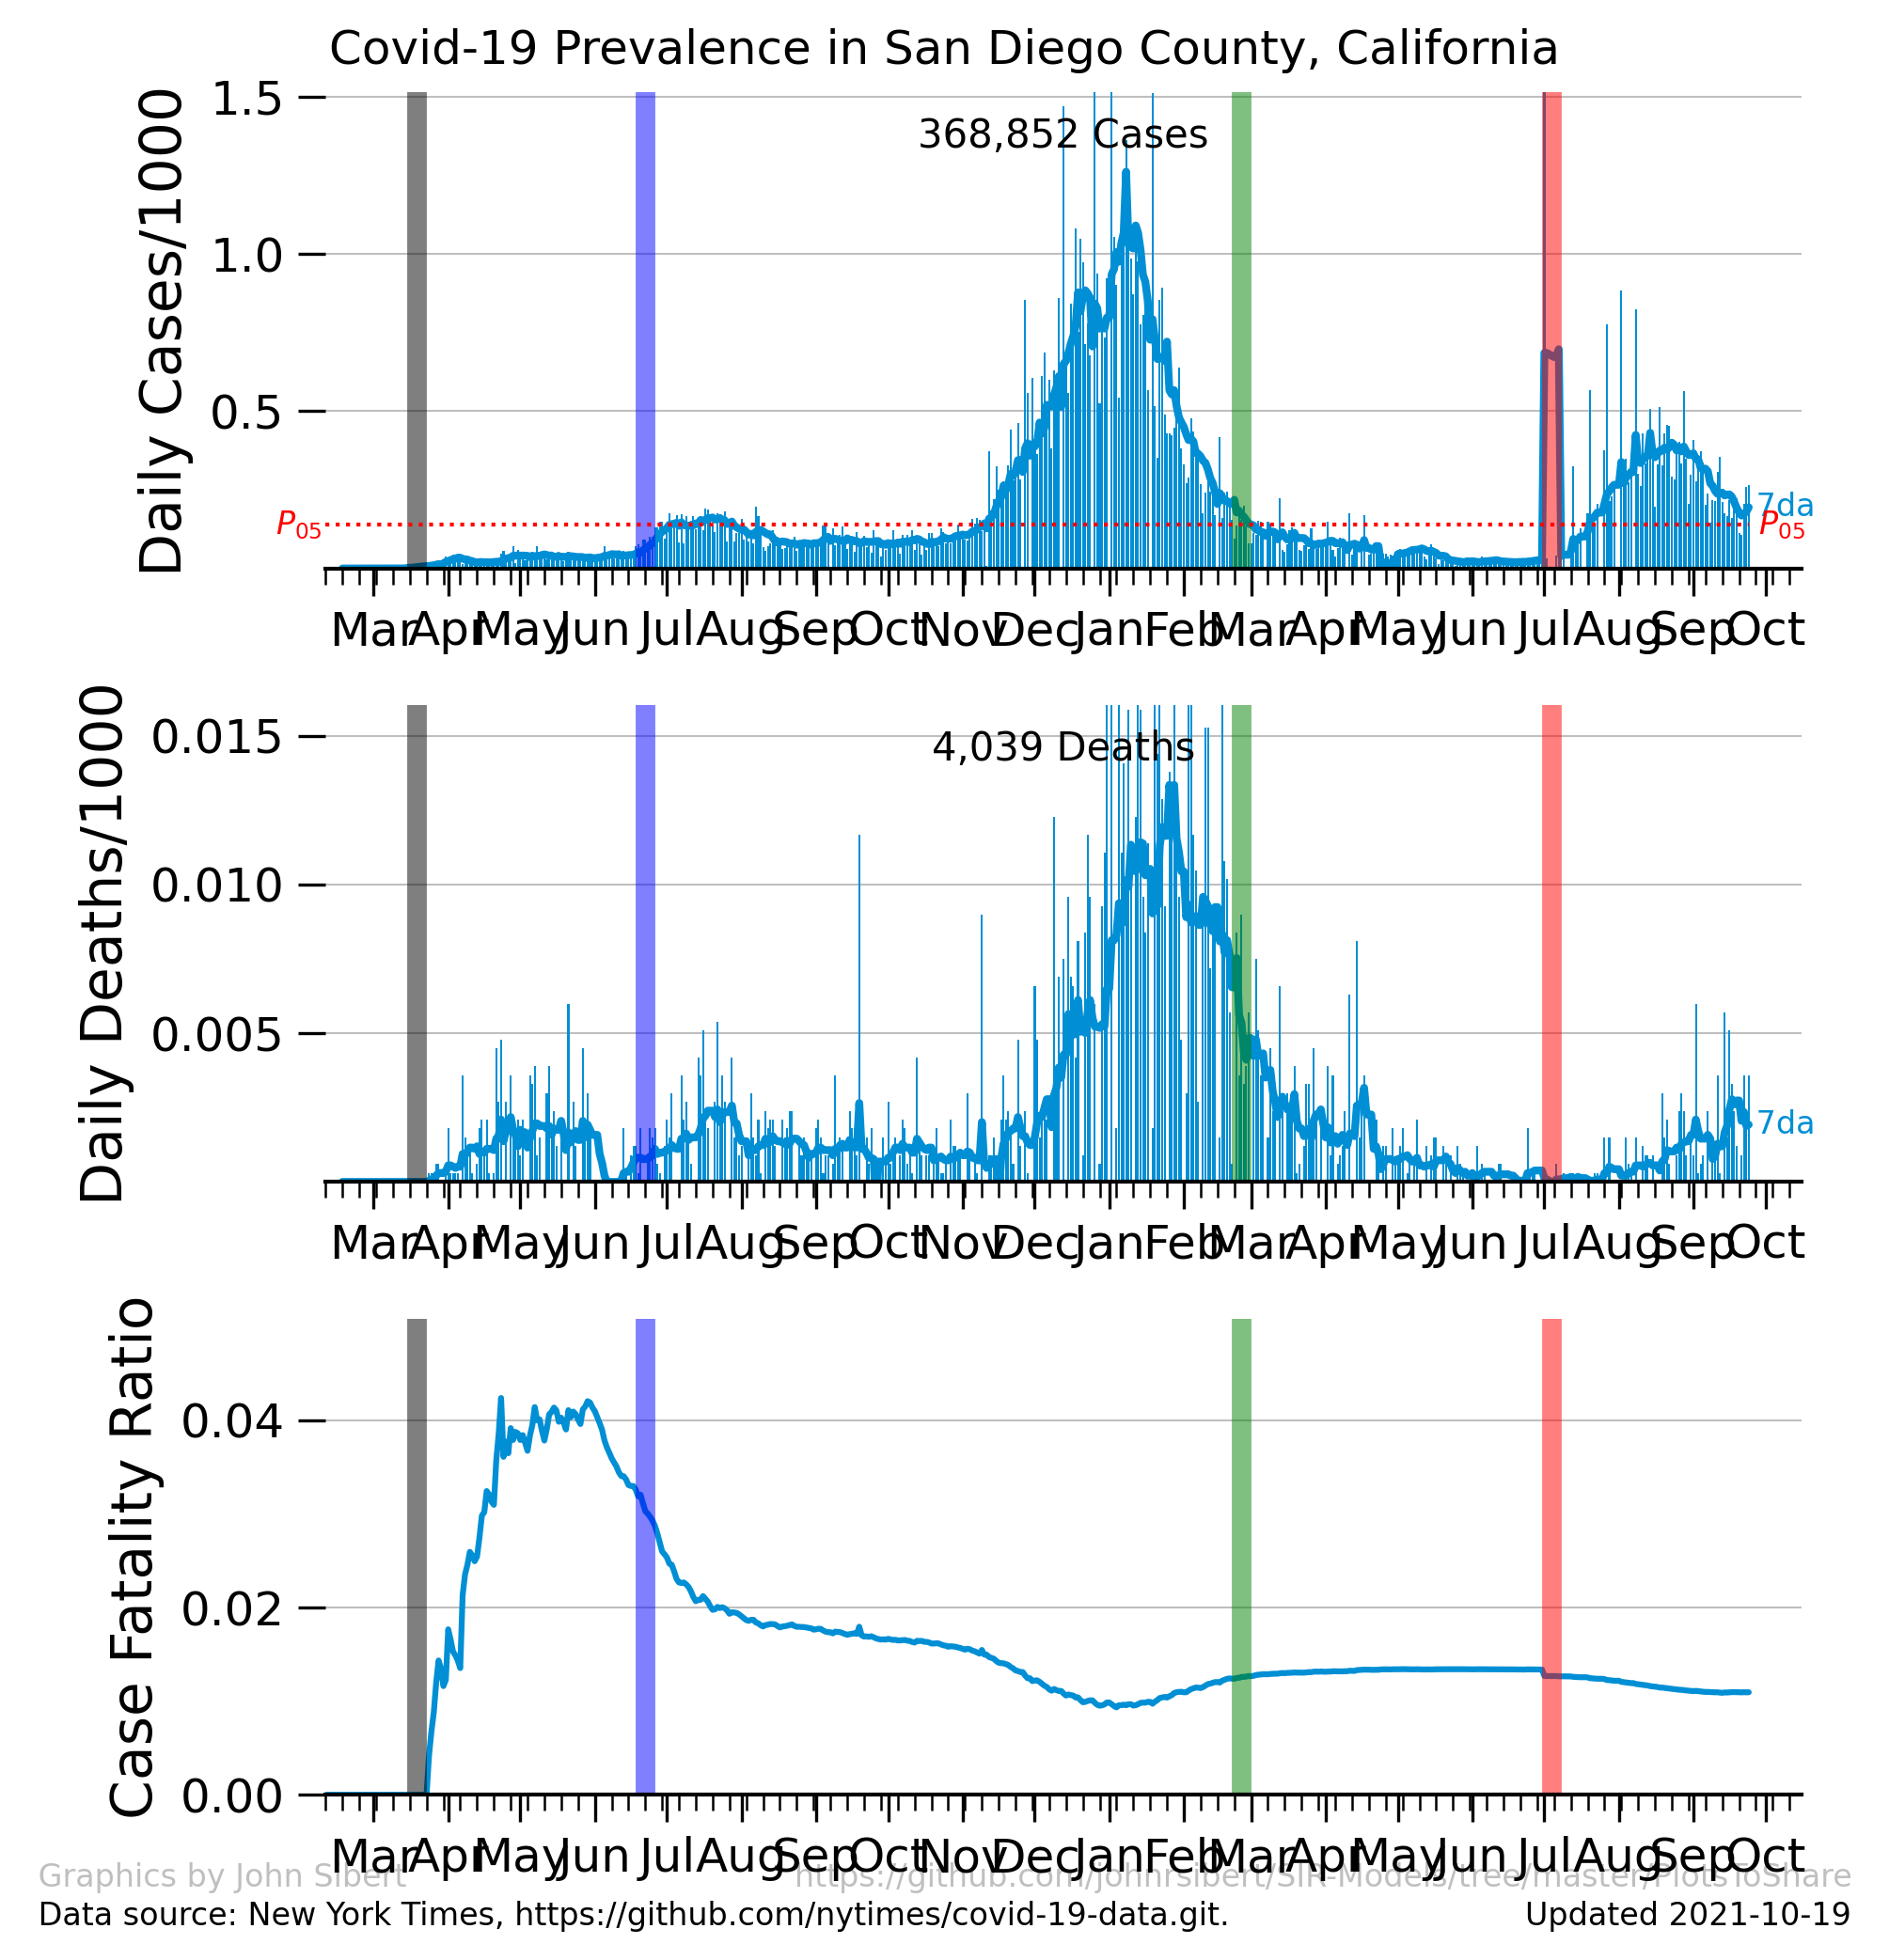 Covid-19 Prevalence in San Diego County, California
Daily Cases/1000
1.5
1.0
0.5
368,852 Cases
P05
7da
P05
Mar Apr May Jun Jul Aug Sep Oct Nov Dec Jan Feb Mar Apr May Jun Jul Aug Sep Oct
Daily Deaths/1000
0.015
0.010
0.005
4,039 Deaths
7da
Mar Apr May Jun Jul Aug Sep Oct Nov Dec Jan Feb Mar Apr May Jun Jul Aug Sep Oct
Case Fatality Ratio
0.04
0.02
0.00
Mar Apr May Jun Jul Aug Sep Oct Nov Dec Jan Feb Mar Apr May Jun Jul Aug Sep Oct
Graphics by John Sibert https://github.com/johnrsibert/SIR-Models/tree/master/PlotsToShare
Data source: New York Times, https://github.com/nytimes/covid-19-data.git. Updated 2021-10-19